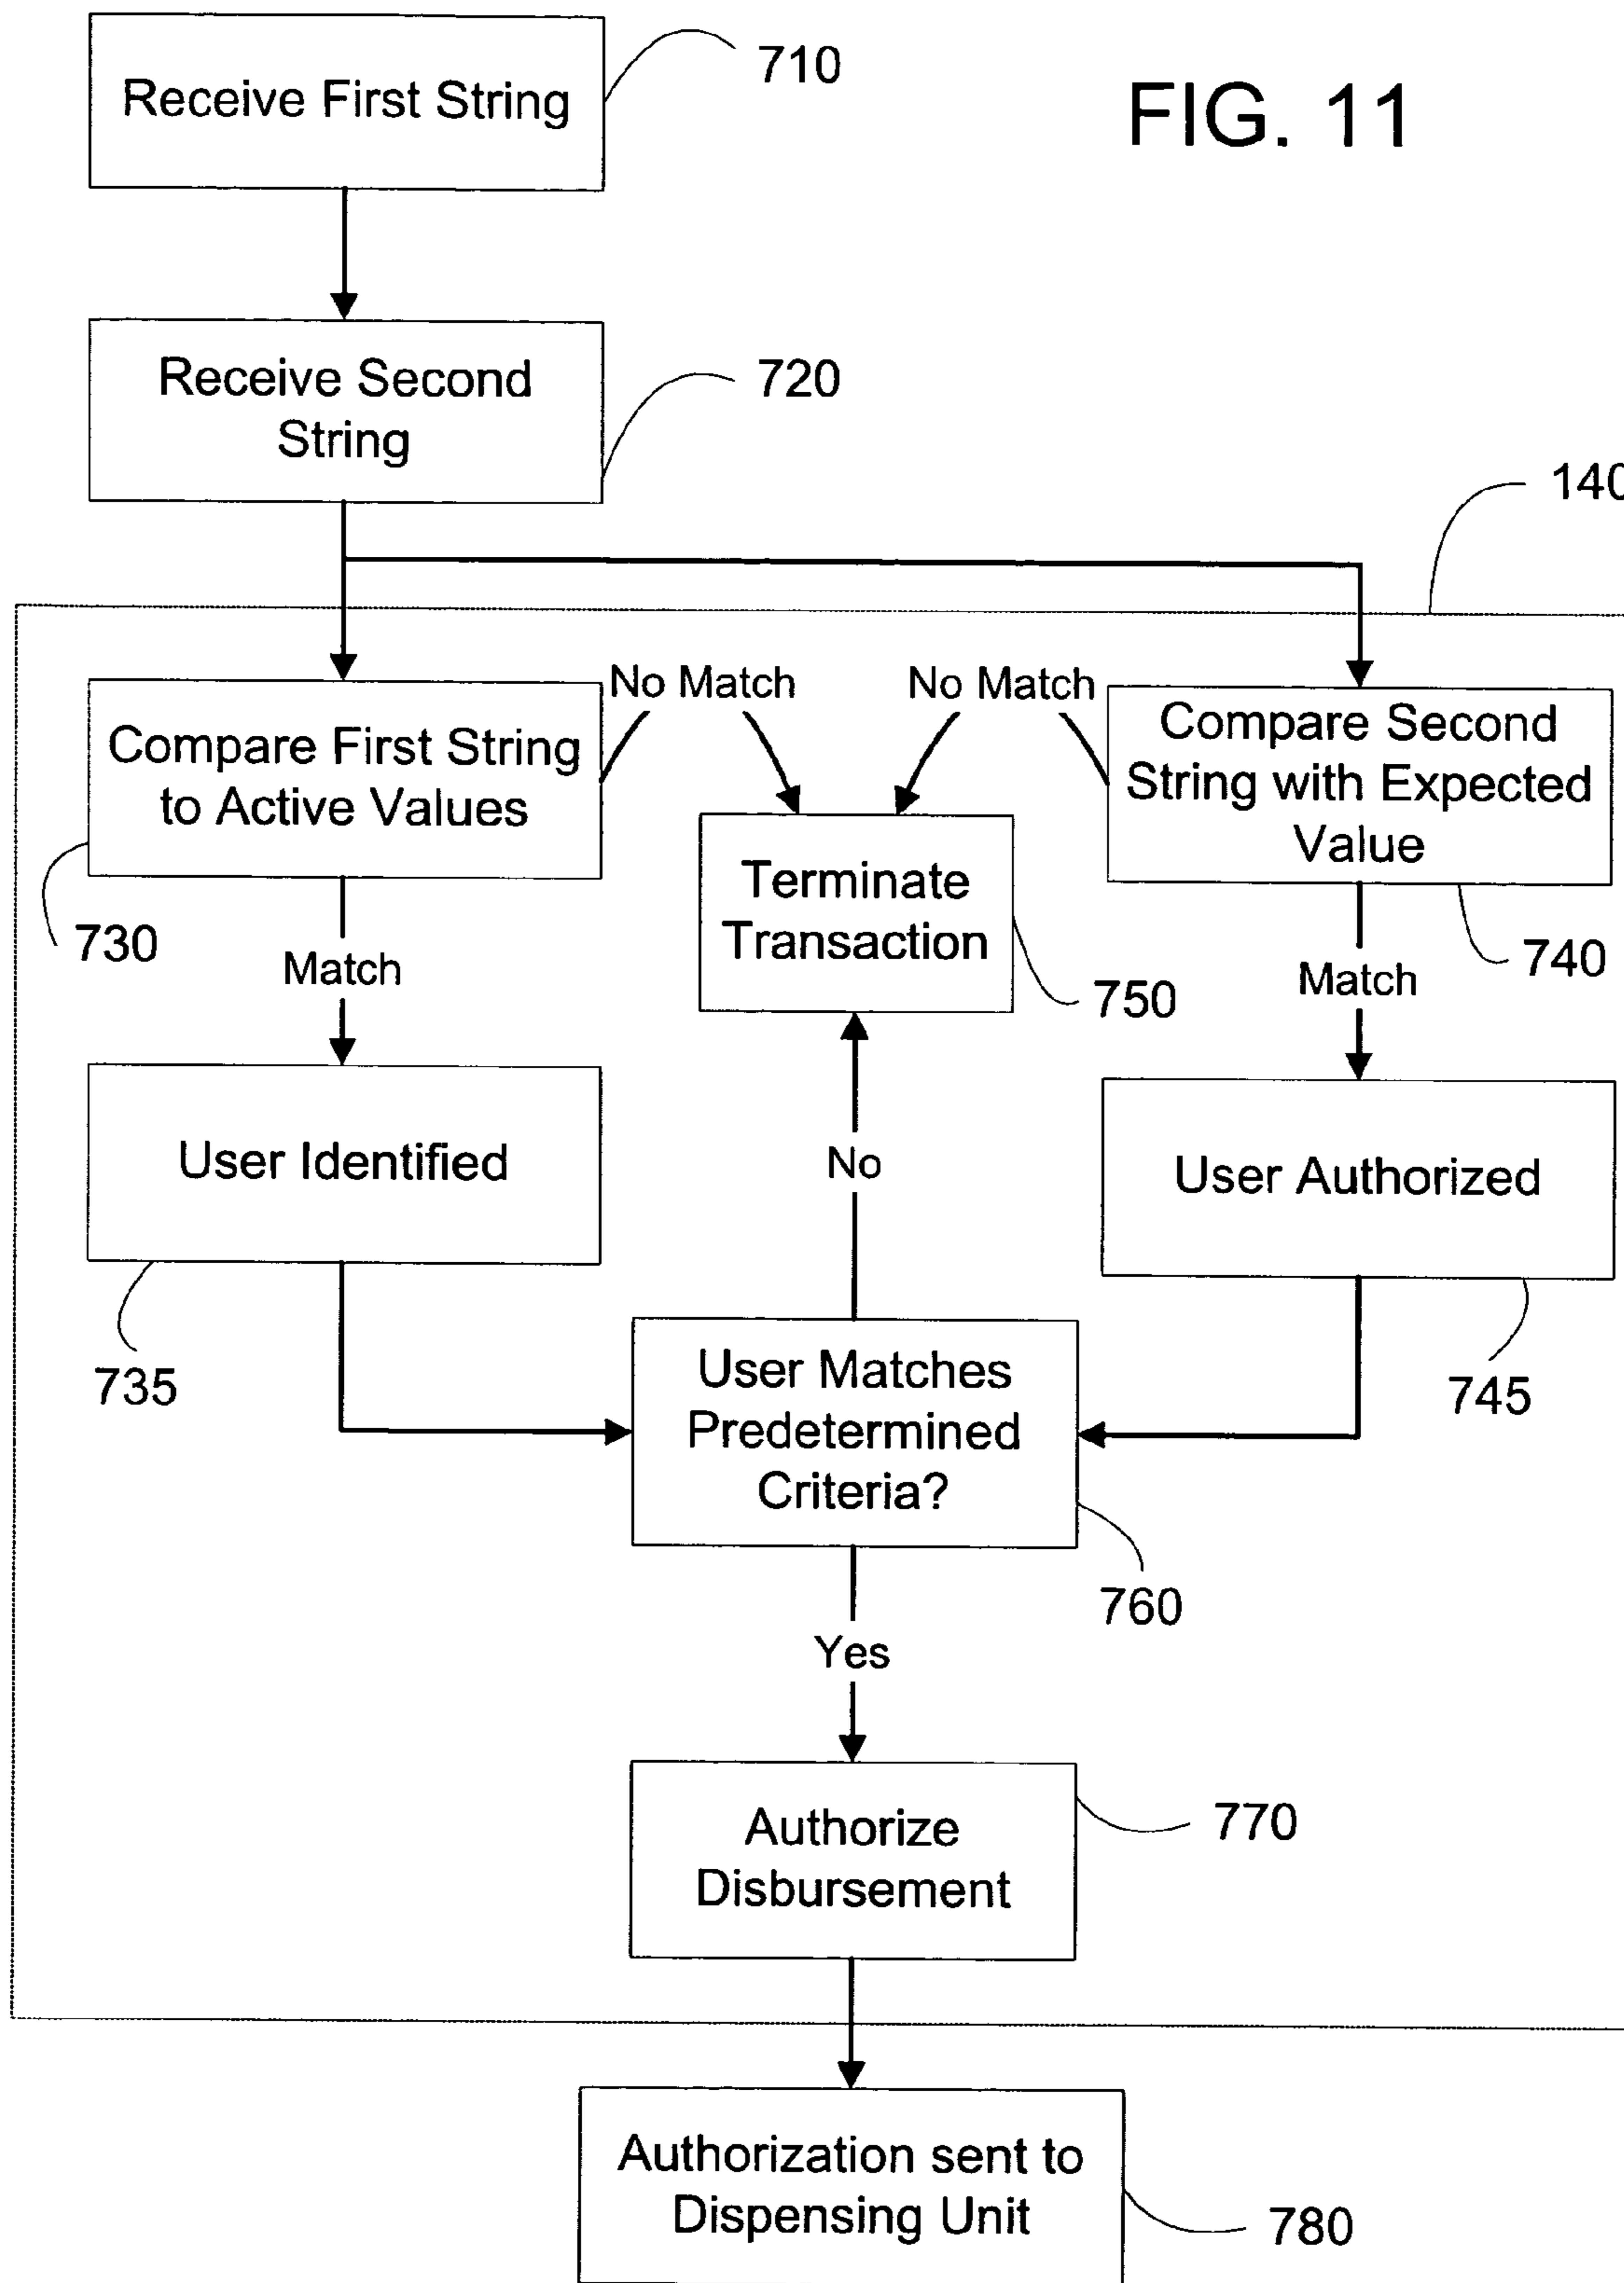 FIG. 11
Receive First String
710
Receive Second
String
720
140
No Match
No Match
Compare First String
to Active Values
730
Compare Second
String with Expected
Value
740
Terminate
Transaction
750
Match
Match
User Identified
735
No
User Authorized
745
User Matches
Predetermined
Criteria?
760
Yes
Authorize
Disbursement
770
Authorization sent to
Dispensing Unit
780